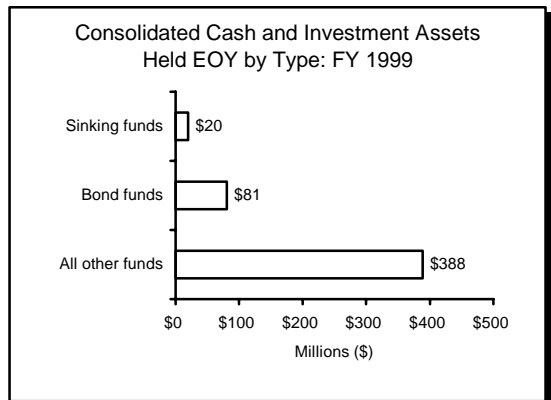 Consolidated Cash and Investment Assets
Held EOY by Type: FY 1999
Sinking funds $20
Bond funds $81
All other funds $388
$0 $100 $200 $300 $400 $500
Millions ($)